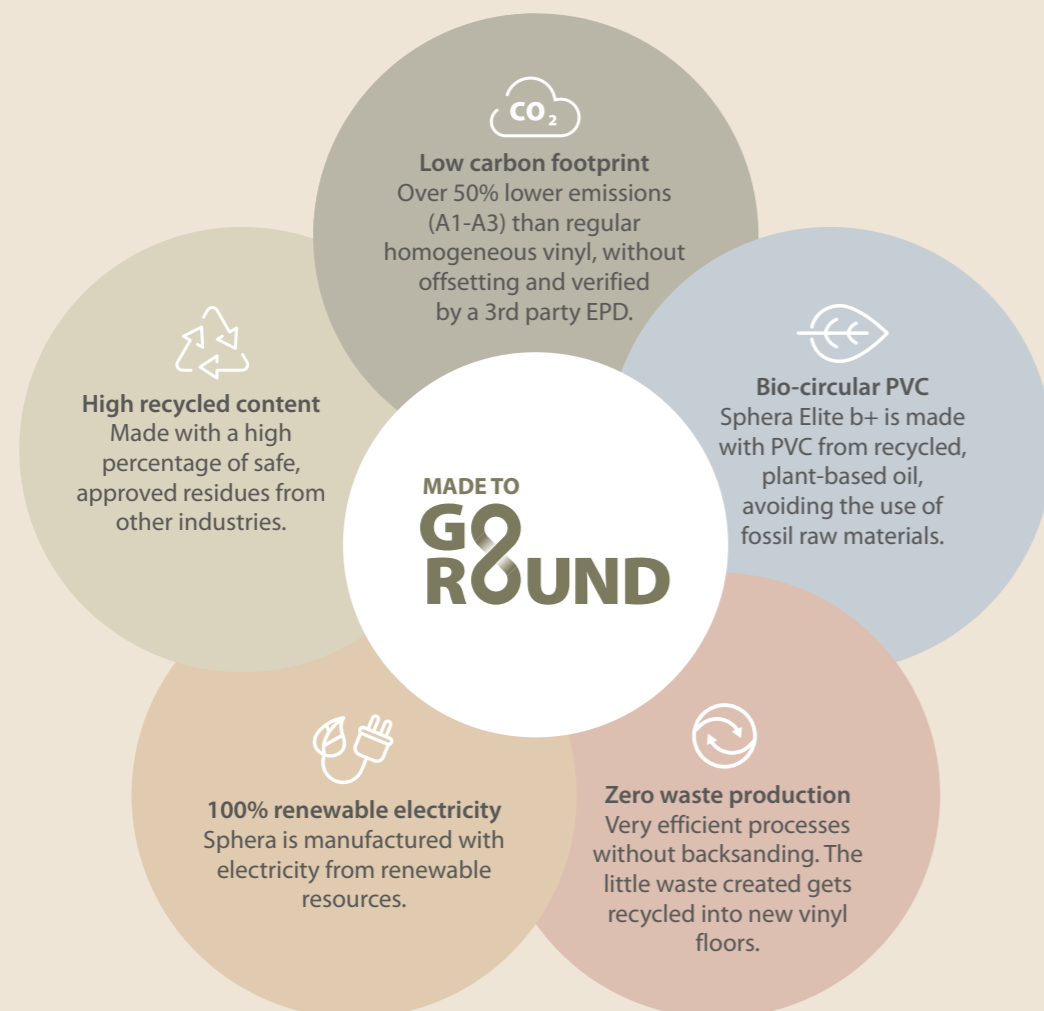 CO₂
Low carbon footprint
Over 50% lower emissions
(A1-A3) than regular
homogeneous vinyl, without
offsetting and verified
by a 3rd party EPD.
High recycled content
Made with a high
percentage of safe,
approved residues from
other industries.
Bio-circular PVC
Sphera Elite b+ is made
with PVC from recycled,
plant-based oil,
avoiding the use of
fossil raw materials.
MADE TO
GO
ROUND
100% renewable electricity
Sphera is manufactured with
electricity from renewable
resources.
Zero waste production
Very efficient processes
without backsanding. The
little waste created gets
recycled into new vinyl
floors.